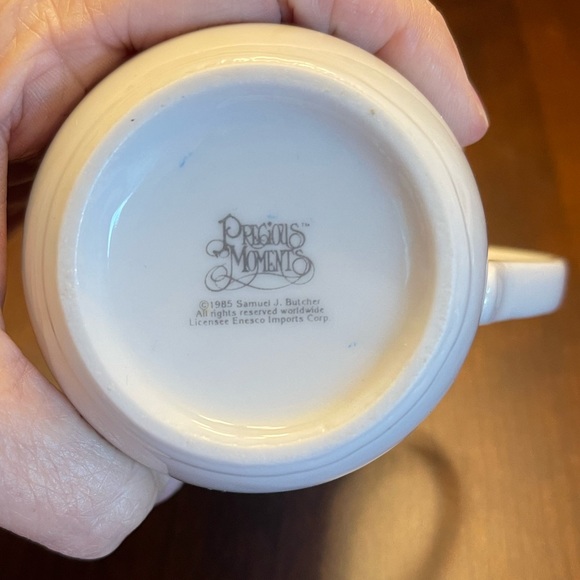 PRECIOUS™
MOMENTS
©1985 Samuel J. Butcher
All rights reserved worldwide
Licensee Enesco Imports Corp.